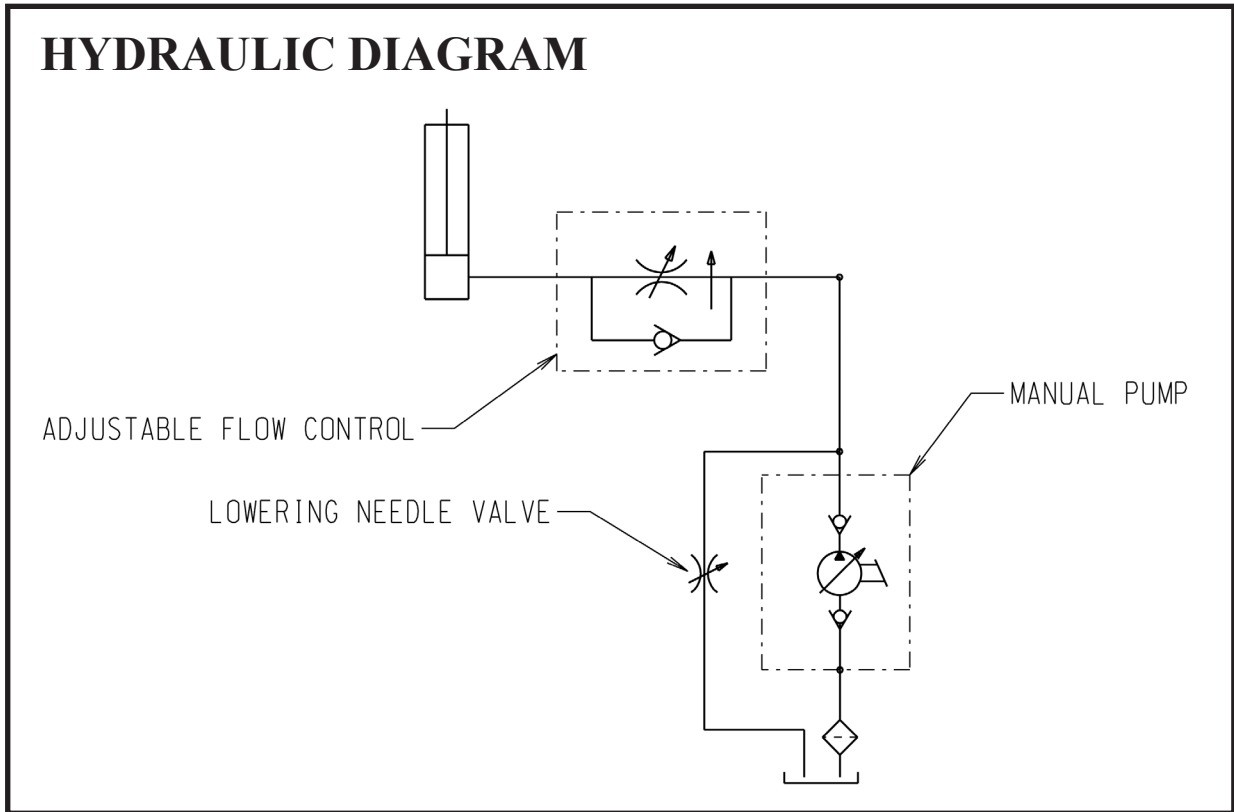 HYDRAULIC DIAGRAM
MANUAL PUMP
ADJUSTABLE FLOW CONTROL
LOWERING NEEDLE VALVE